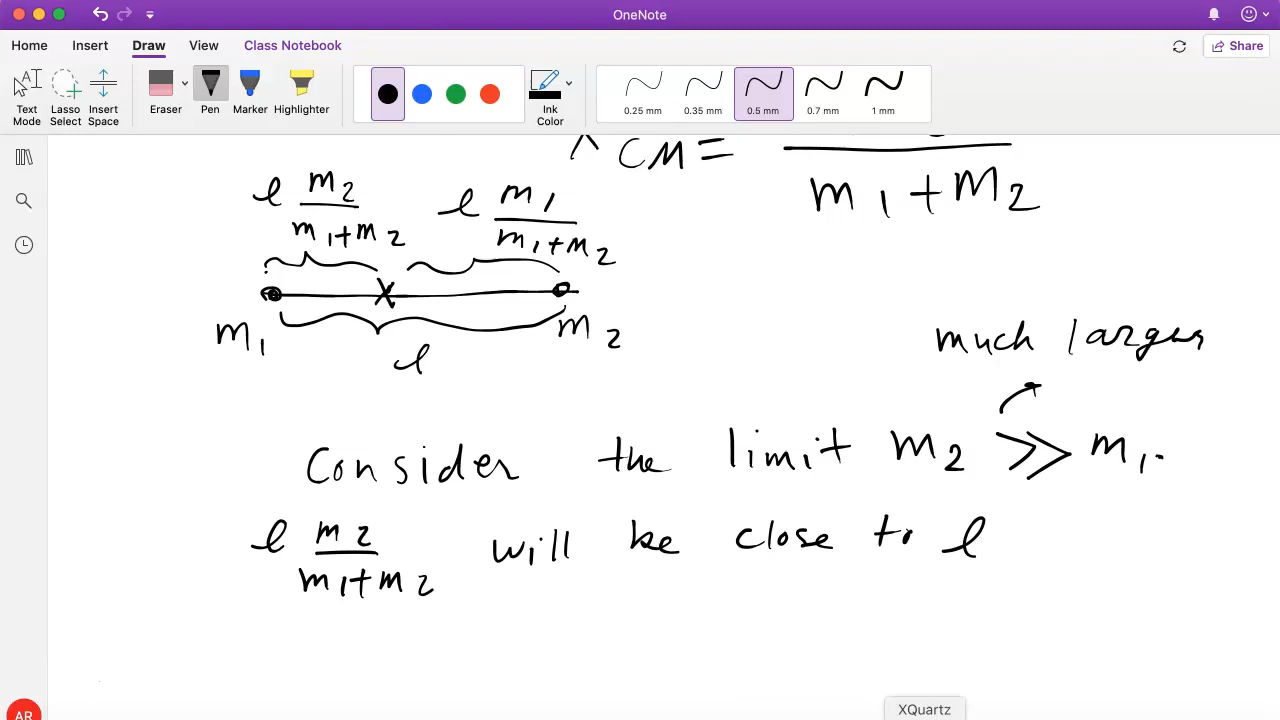 OneNote
Home Insert Draw View Class Notebook Share
Text Mode Lasso Select Insert Space Eraser Pen Marker Highlighter Ink Color 0.25 mm 0.35 mm 0.5 mm 0.7 mm 1 mm
CM =
m1+m2
l m2/(m1+m2) l m1/(m1+m2)
m1 m2
l
much larger
Consider the limit m2 >> m1.
l m2/(m1+m2) will be close to l
AR
XQuartz